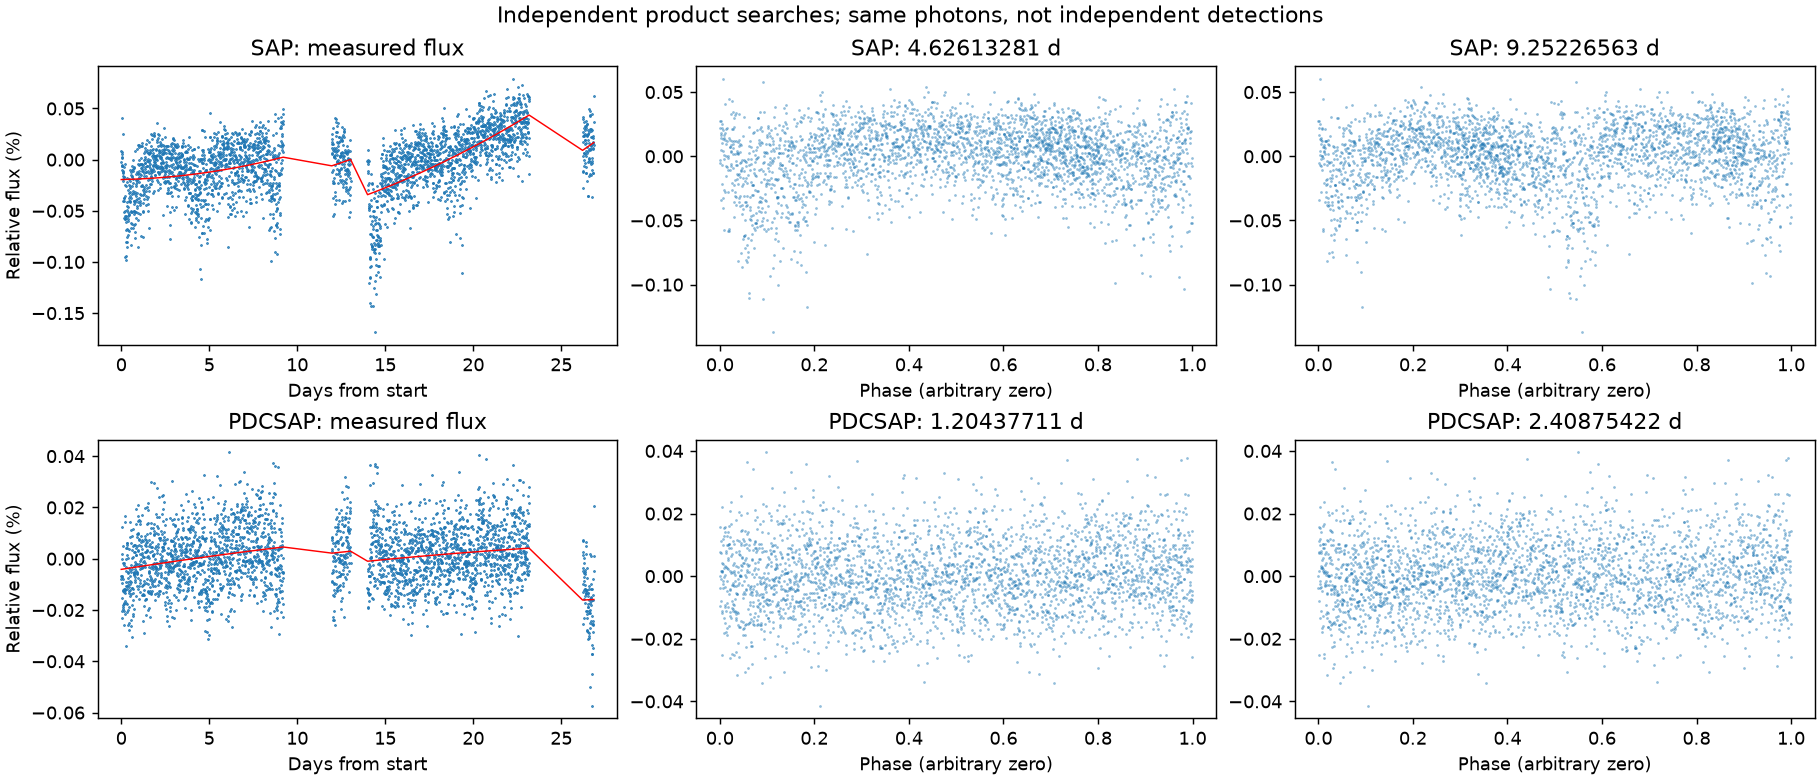 Independent product searches; same photons, not independent detections
SAP: measured flux
SAP: 4.62613281 d
SAP: 9.25226563 d
Relative flux (%)
0.05
0.00
−0.05
−0.10
−0.15
0 5 10 15 20 25
Days from start
0.05
0.00
−0.05
−0.10
0.0 0.2 0.4 0.6 0.8 1.0
Phase (arbitrary zero)
0.05
0.00
−0.05
−0.10
0.0 0.2 0.4 0.6 0.8 1.0
Phase (arbitrary zero)
PDCSAP: measured flux
PDCSAP: 1.20437711 d
PDCSAP: 2.40875422 d
Relative flux (%)
0.04
0.02
0.00
−0.02
−0.04
−0.06
0 5 10 15 20 25
Days from start
0.04
0.02
0.00
−0.02
−0.04
0.0 0.2 0.4 0.6 0.8 1.0
Phase (arbitrary zero)
0.04
0.02
0.00
−0.02
−0.04
0.0 0.2 0.4 0.6 0.8 1.0
Phase (arbitrary zero)